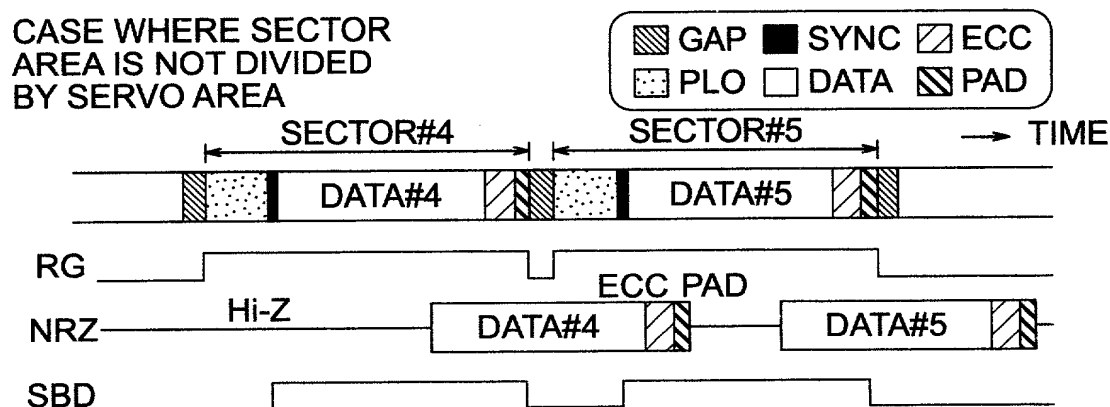 CASE WHERE SECTOR
AREA IS NOT DIVIDED
BY SERVO AREA
GAP SYNC ECC
PLO DATA PAD
SECTOR#4 SECTOR#5 TIME
DATA#4 DATA#5
RG
ECC PAD
Hi-Z
NRZ DATA#4 DATA#5
SBD